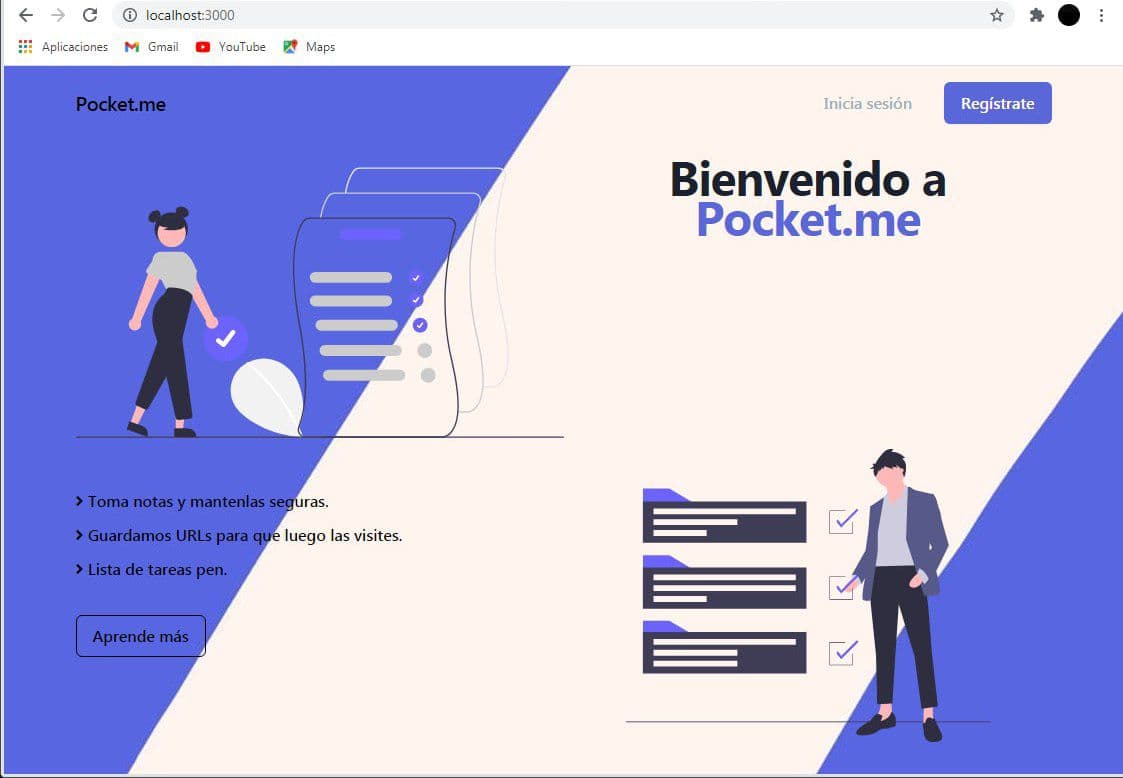 localhost:3000
Aplicaciones Gmail YouTube Maps
Pocket.me
Inicia sesión Regístrate
Bienvenido a
Pocket.me
Toma notas y mantenlas seguras.
Guardamos URLs para que luego las visites.
Lista de tareas pen.
Aprende más